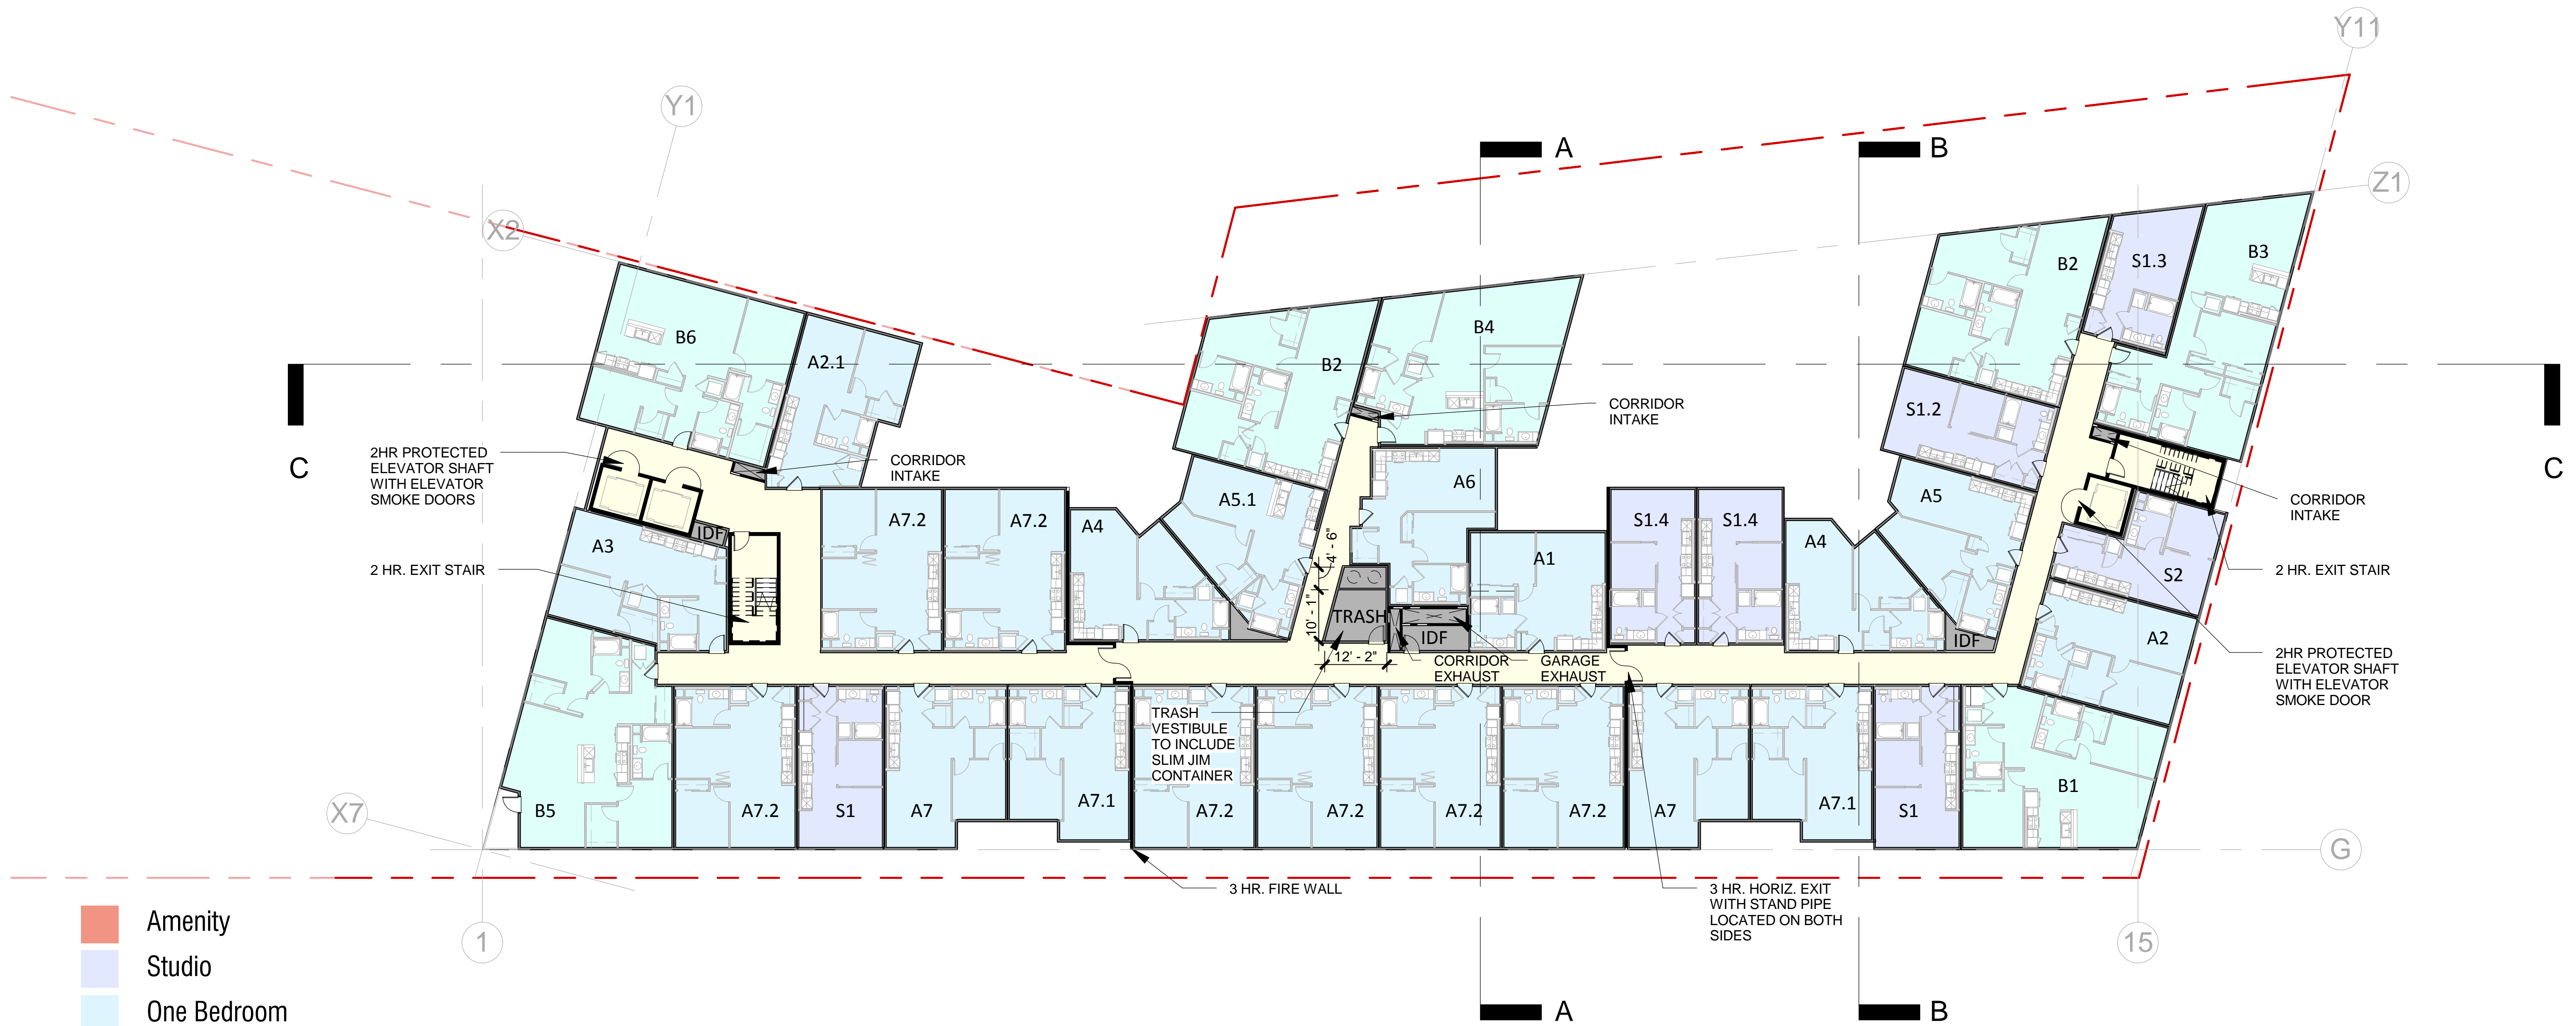 Y11
Y1
A
B
Z1
X2
B2
S1.3
B3
B4
B6
B2
A2.1
CORRIDOR
INTAKE
S1.2
C
2HR PROTECTED
ELEVATOR SHAFT
WITH ELEVATOR
SMOKE DOORS
CORRIDOR
INTAKE
C
A5.1
A6
A5
CORRIDOR
INTAKE
A7.2
A7.2
A4
S1.4
S1.4
A4
IDF
A3
4' - 6"
A1
2 HR. EXIT STAIR
S2
2 HR. EXIT STAIR
10' - 1"
TRASH
IDF
IDF
A2
12' - 2"
CORRIDOR
EXHAUST
GARAGE
EXHAUST
2HR PROTECTED
ELEVATOR SHAFT
WITH ELEVATOR
SMOKE DOOR
TRASH
VESTIBULE
TO INCLUDE
SLIM JIM
CONTAINER
X7
B5
A7.2
S1
A7
A7.1
A7.2
A7.2
A7.2
A7.2
A7
A7.1
S1
B1
G
3 HR. FIRE WALL
3 HR. HORIZ. EXIT
WITH STAND PIPE
LOCATED ON BOTH
SIDES
1
15
Amenity
Studio
One Bedroom
A
B